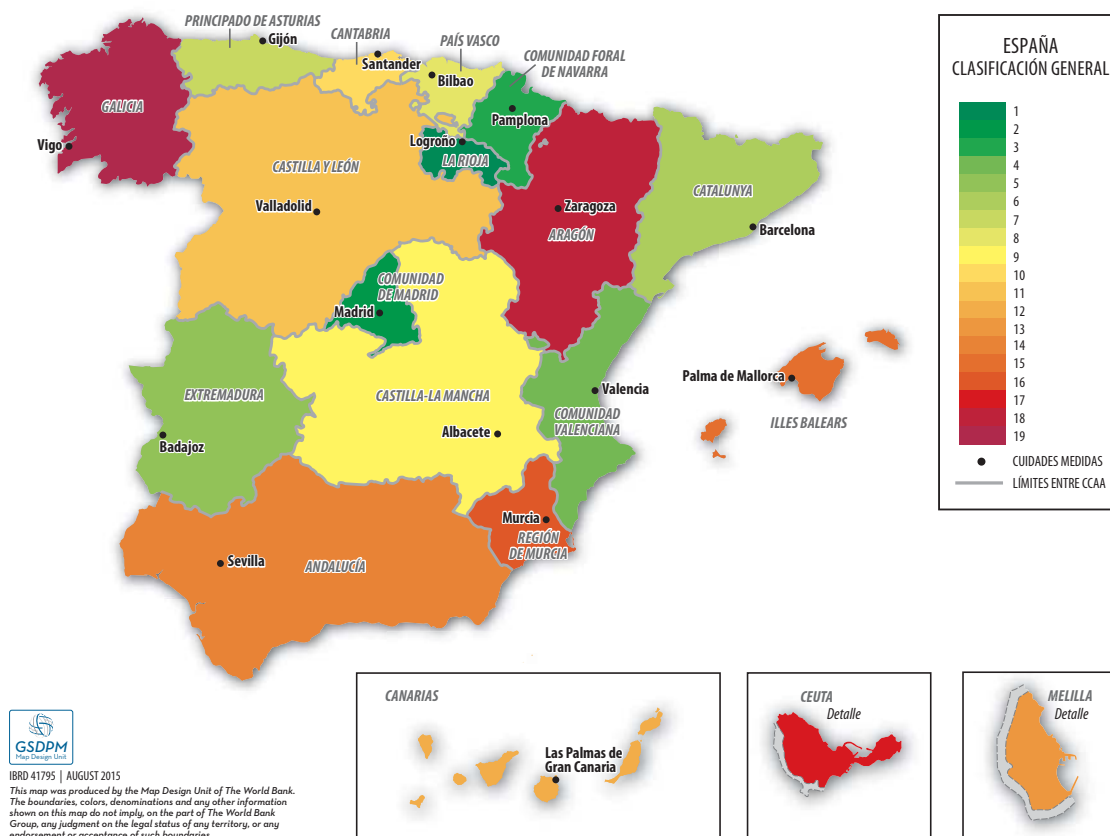 PRINCIPADO DE ASTURIAS
Gijón
CANTABRIA
Santander
PAÍS VASCO
Bilbao
COMUNIDAD FORAL
DE NAVARRA
Pamplona
GALICIA
Vigo
Logroño
LA RIOJA
CASTILLA Y LEÓN
Valladolid
Zaragoza
ARAGÓN
CATALUNYA
Barcelona
COMUNIDAD
DE MADRID
Madrid
EXTREMADURA
Badajoz
CASTILLA-LA MANCHA
Albacete
Valencia
COMUNIDAD
VALENCIANA
Palma de Mallorca
ILLES BALEARS
Murcia
REGIÓN
DE MURCIA
Sevilla
ANDALUCÍA
ESPAÑA
CLASIFICACIÓN GENERAL
1
2
3
4
5
6
7
8
9
10
11
12
13
14
15
16
17
18
19
CUIDADES MEDIDAS
LÍMITES ENTRE CCAA
CANARIAS
Las Palmas de
Gran Canaria
CEUTA
Detalle
MELILLA
Detalle
GSDPM
Map Design Unit
IBRD 41795 | AUGUST 2015
This map was produced by the Map Design Unit of The World Bank.
The boundaries, colors, denominations and any other information
shown on this map do not imply, on the part of The World Bank
Group, any judgment on the legal status of any territory, or any
endorsement or acceptance of such boundaries.